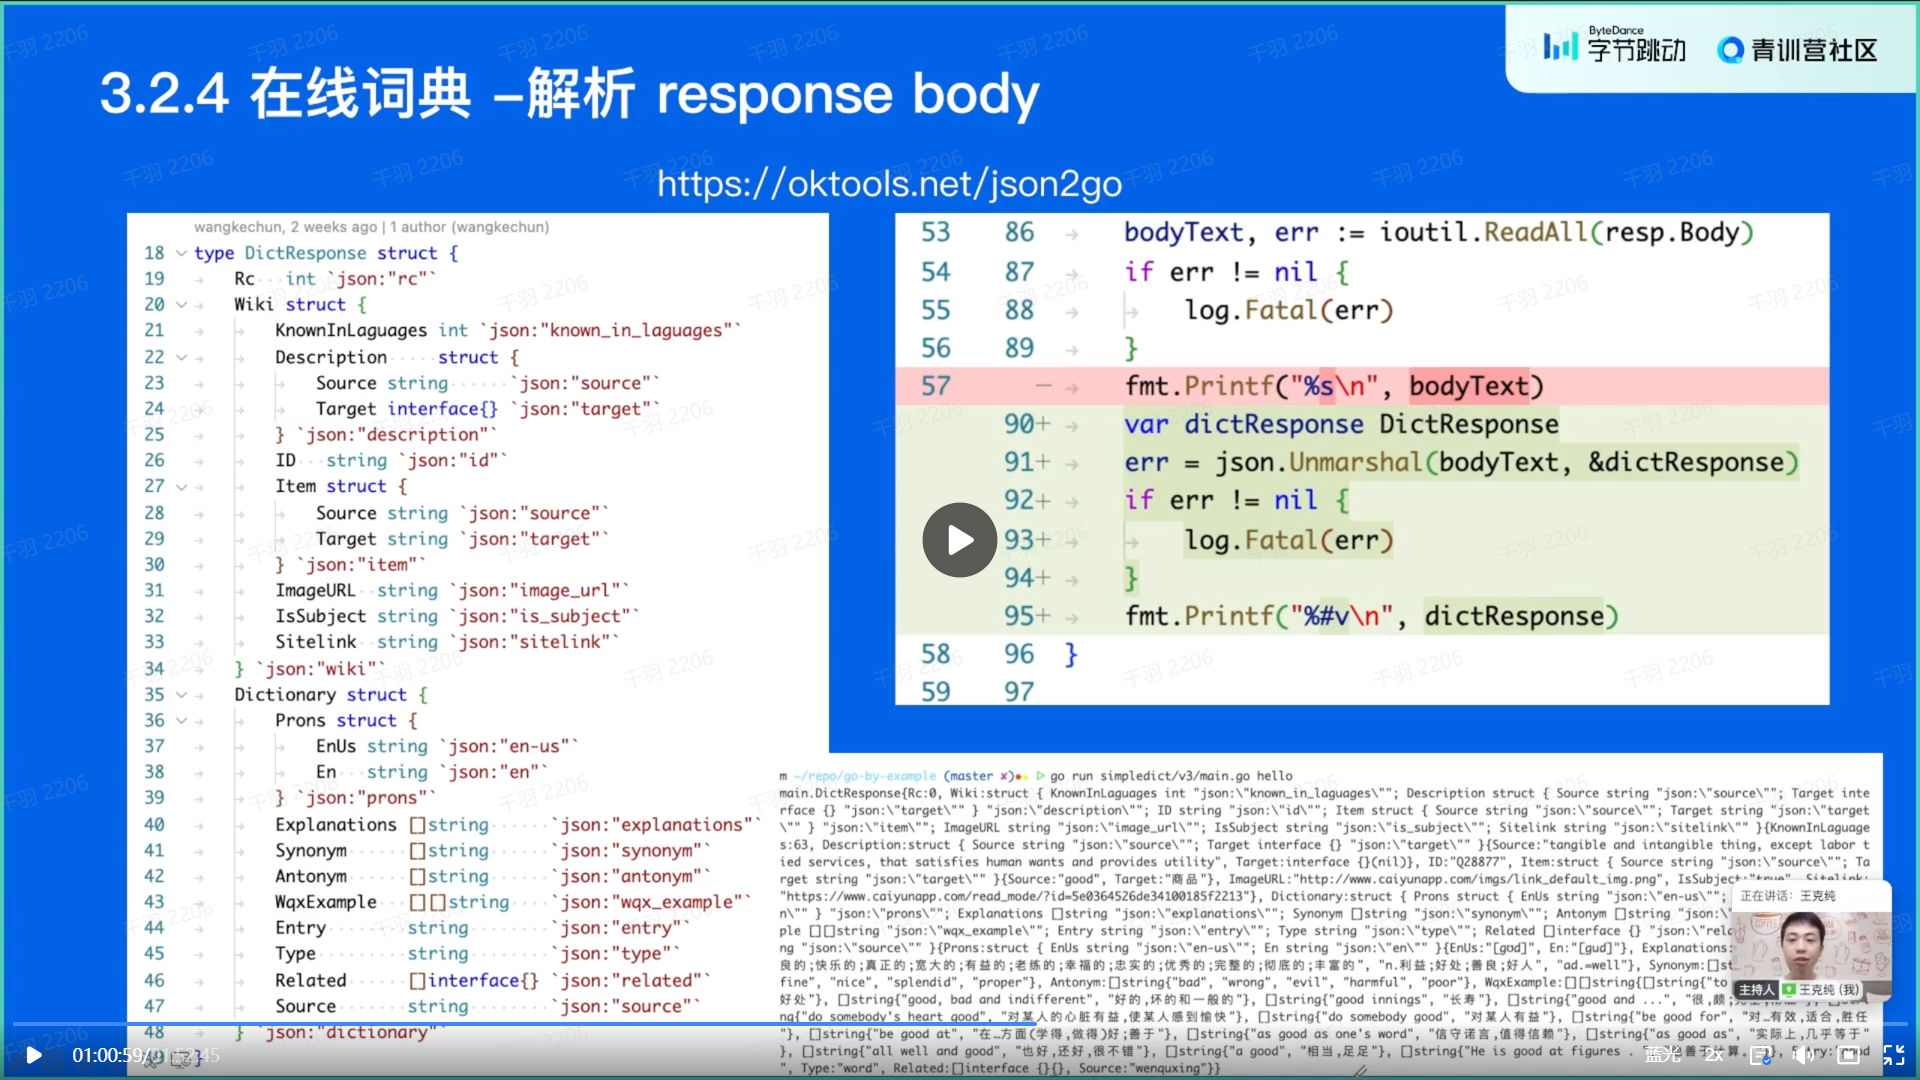 ByteDance
字节跳动
青训营社区
3.2.4 在线词典 –解析 response body
https://oktools.net/json2go
wangkechun, 2 weeks ago | 1 author (wangkechun)
18 type DictResponse struct {
19 Rc int `json:"rc"`
20 Wiki struct {
21 KnownInLaguages int `json:"known_in_laguages"`
22 Description struct {
23 Source string `json:"source"`
24 Target interface{} `json:"target"`
25 } `json:"description"`
26 ID string `json:"id"`
27 Item struct {
28 Source string `json:"source"`
29 Target string `json:"target"`
30 } `json:"item"`
31 ImageURL string `json:"image_url"`
32 IsSubject string `json:"is_subject"`
33 Sitelink string `json:"sitelink"`
34 } `json:"wiki"`
35 Dictionary struct {
36 Prons struct {
37 EnUs string `json:"en-us"`
38 En string `json:"en"`
39 } `json:"prons"`
40 Explanations []string `json:"explanations"`
41 Synonym []string `json:"synonym"`
42 Antonym []string `json:"antonym"`
43 WqxExample [][]string `json:"wqx_example"`
44 Entry string `json:"entry"`
45 Type string `json:"type"`
46 Related []interface{} `json:"related"`
47 Source string `json:"source"`
48 } `json:"dictionary"`
53 86 bodyText, err := ioutil.ReadAll(resp.Body)
54 87 if err != nil {
55 88 log.Fatal(err)
56 89 }
57 − fmt.Printf("%s\n", bodyText)
90+ var dictResponse DictResponse
91+ err = json.Unmarshal(bodyText, &dictResponse)
92+ if err != nil {
93+ log.Fatal(err)
94+ }
95+ fmt.Printf("%#v\n", dictResponse)
58 96 }
59 97
m ~/repo/go-by-example (master ✗) ▷ go run simpledict/v3/main.go hello
main.DictResponse{Rc:0, Wiki:struct { KnownInLaguages int "json:\"known_in_laguages\""; Description struct { Source string "json:\"source\""; Target inte
rface {} "json:\"target\"" } "json:\"description\""; ID string "json:\"id\""; Item struct { Source string "json:\"source\""; Target string "json:\"target
\"" } "json:\"item\""; ImageURL string "json:\"image_url\""; IsSubject string "json:\"is_subject\""; Sitelink string "json:\"sitelink\"" }{KnownInLaguage
s:63, Description:struct { Source string "json:\"source\""; Target interface {} "json:\"target\"" }{Source:"tangible and intangible thing, except labor t
ied services, that satisfies human wants and provides utility", Target:interface {}(nil)}, ID:"Q28877", Item:struct { Source string "json:\"source\""; Ta
rget string "json:\"target\"" }{Source:"good", Target:"商品"}, ImageURL:"http://www.caiyunapp.com/imgs/link_default_img.png", IsSubject:"true", Sitelink:
"https://www.caiyunapp.com/read_mode/?id=5e0364526de34100185f2213"}, Dictionary:struct { Prons struct { EnUs string "json:\"en-us\"";
n\"" } "json:\"prons\""; Explanations []string "json:\"explanations\""; Synonym []string "json:\"synonym\""; Antonym []string "json:\
ple [][]string "json:\"wqx_example\""; Entry string "json:\"entry\""; Type string "json:\"type\""; Related []interface {} "json:\"rela
ng "json:\"source\"" }{Prons:struct { EnUs string "json:\"en-us\""; En string "json:\"en\"" }{EnUs:"[gʊd]", En:"[gud]"}, Explanations:
良的;快乐的;真正的;宽大的;有益的;老练的;幸福的;忠实的;优秀的;完整的;彻底的;丰富的", "n.利益;好处;善良;好人", "ad.=well"}, Synonym:[]st
fine", "nice", "splendid", "proper"}, Antonym:[]string{"bad", "wrong", "evil", "harmful", "poor"}, WqxExample:[][]string{[]string{"to
好处"}, []string{"good, bad and indifferent", "好的,坏的和一般的"}, []string{"good innings", "长寿"}, []string{"good and ...", "很,颇;
ng{"do somebody's heart good", "对某人的心脏有益,使某人感到愉快"}, []string{"do somebody good", "对某人有益"}, []string{"be good for", "对…有效,适合,胜任
"}, []string{"be good at", "在…方面(学得,做得)好;善于"}, []string{"as good as one's word", "信守诺言,值得信赖"}, []string{"as good as", "实际上,几乎等于"
}, []string{"all well and good", "也好,还好,很不错"}, []string{"a good", "相当,足足"}, []string{"He is good at figures .
", Type:"word", Related:[]interface {}{}, Source:"wenquxing"}}
正在讲话: 王克纯
主持人 王克纯 (我)
01:00:59/01:52:45
蓝光 2x
千羽 2206